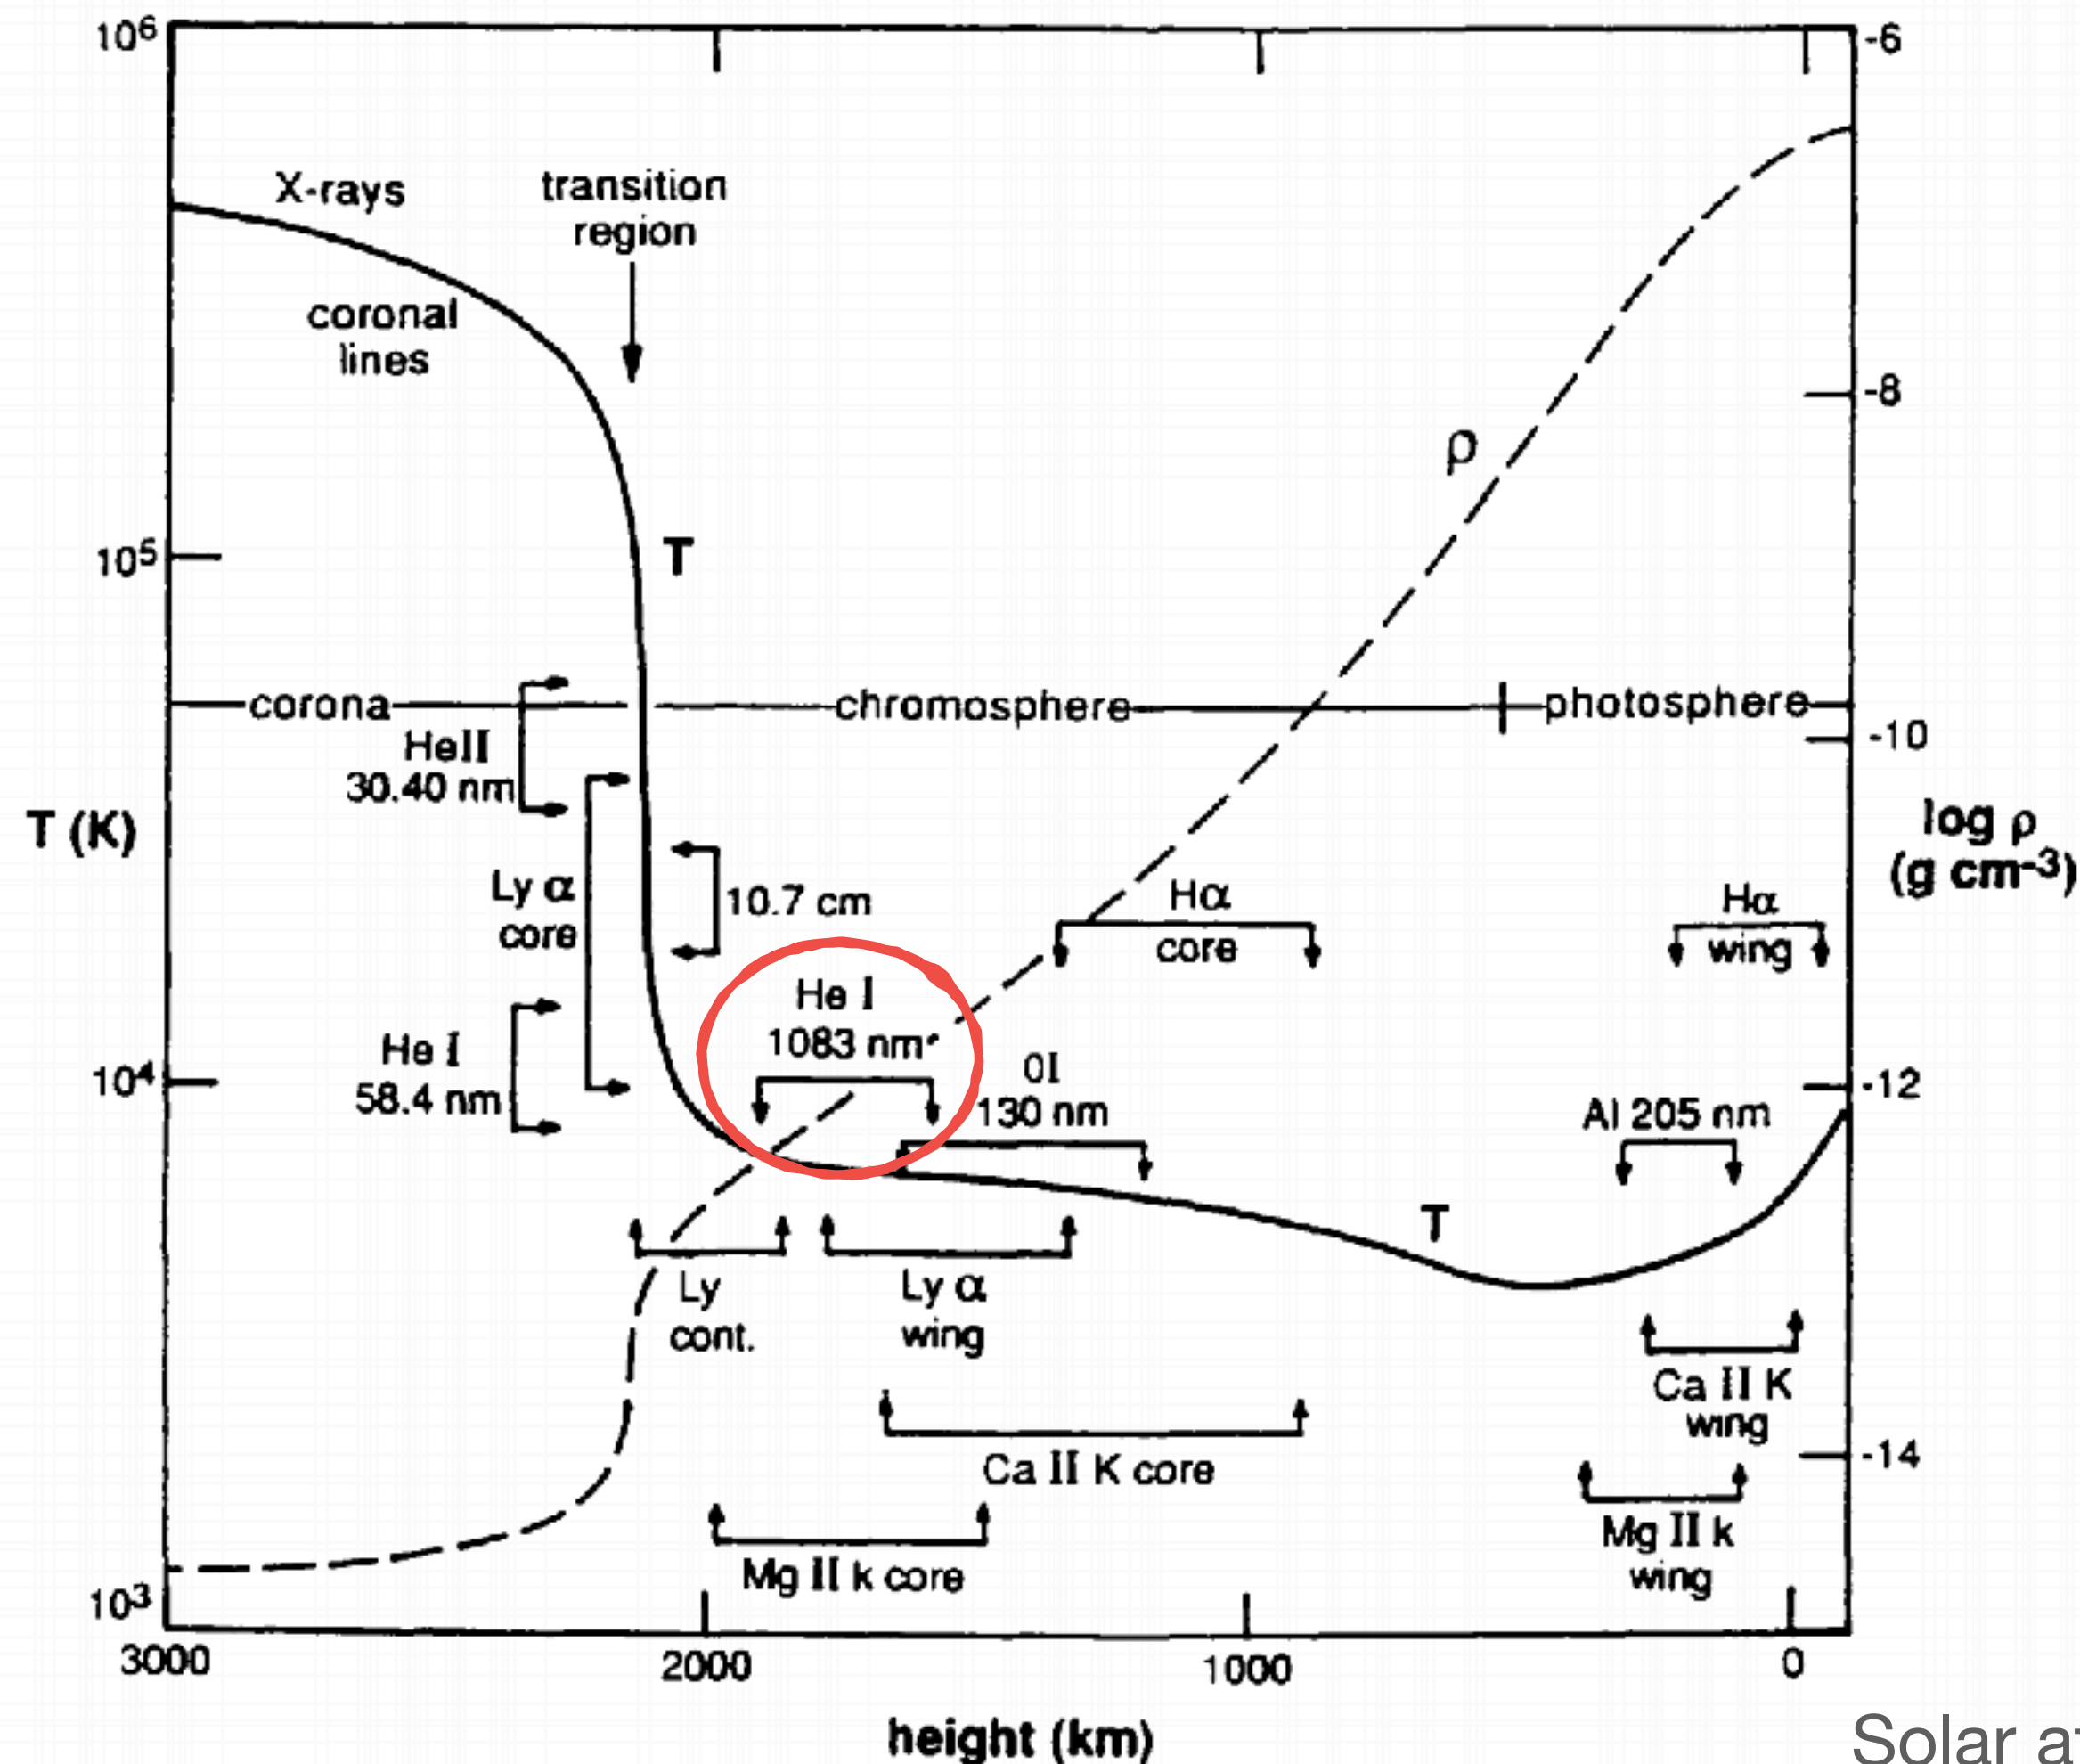 10⁶
-6
X-rays
transition
region
coronal
lines
-8
ρ
10⁵
T
corona
chromosphere
photosphere
-10
HeII
30.40 nm
T (K)
log ρ
(g cm-3)
Ly α
core
10.7 cm
Hα
core
Hα
wing
He I
1083 nm
He I
58.4 nm
OI
130 nm
10⁴
-12
Al 205 nm
T
Ly
cont.
Ly α
wing
Ca II K
wing
Ca II K core
-14
Mg II k
wing
Mg II k core
10³
3000
2000
1000
0
height (km)
Solar at